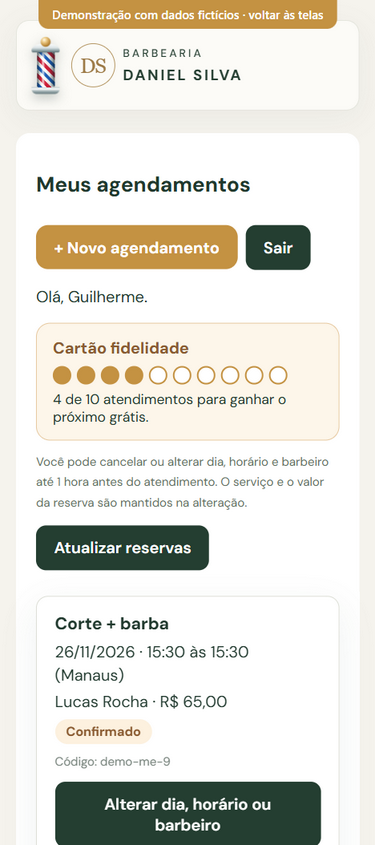 Demonstração com dados fictícios · voltar às telas
DS
BARBEARIA
DANIEL SILVA
Meus agendamentos
+ Novo agendamento
Sair
Olá, Guilherme.
Cartão fidelidade
4 de 10 atendimentos para ganhar o
próximo grátis.
Você pode cancelar ou alterar dia, horário e barbeiro
até 1 hora antes do atendimento. O serviço e o valor
da reserva são mantidos na alteração.
Atualizar reservas
Corte + barba
26/11/2026 · 15:30 às 15:30
(Manaus)
Lucas Rocha · R$ 65,00
Confirmado
Código: demo-me-9
Alterar dia, horário ou
barbeiro